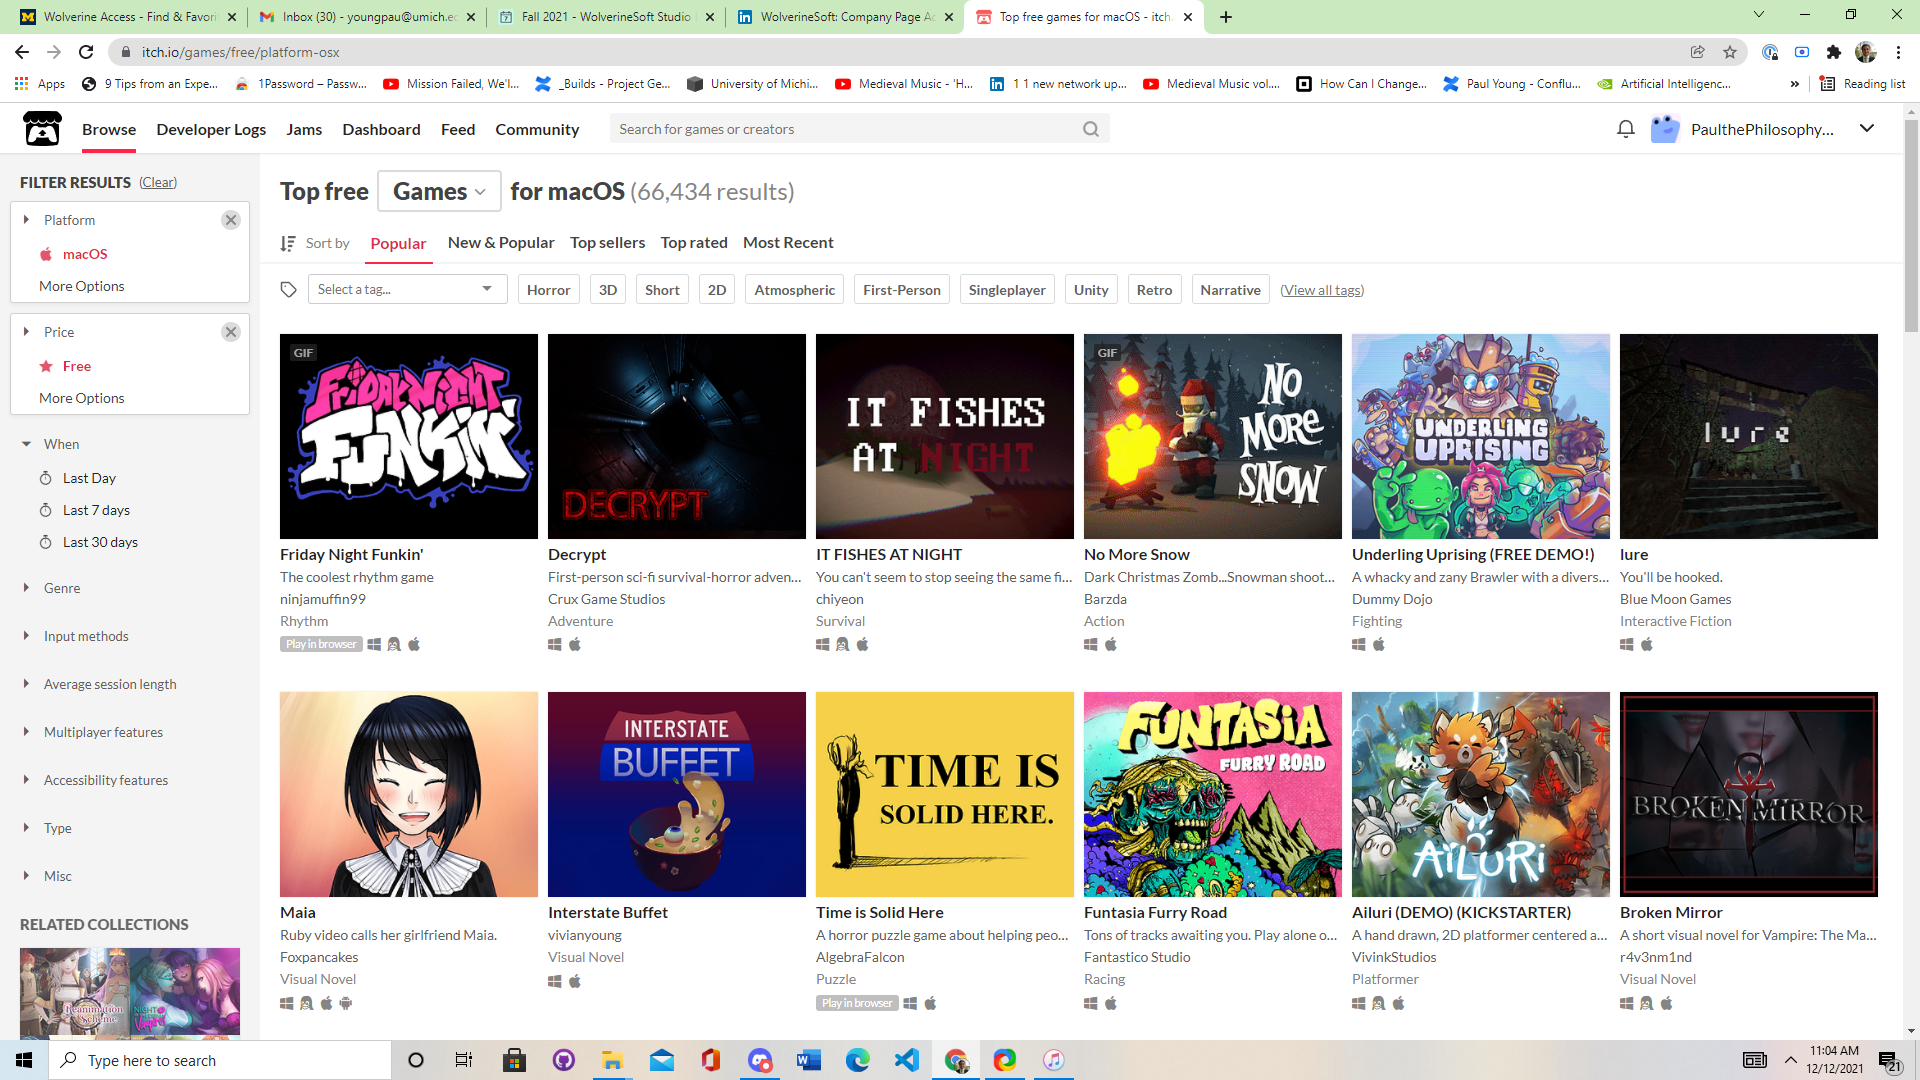 Wolverine Access - Find & Favori
Inbox (30) - youngpau@umich.ec
Fall 2021 - WolverineSoft Studio
WolverineSoft: Company Page Ad
Top free games for macOS - itch.
itch.io/games/free/platform-osx
Apps
9 Tips from an Expe...
1Password – Passw...
Mission Failed, We'l...
_Builds - Project Ge...
University of Michi...
Medieval Music - 'H...
1 1 new network up...
Medieval Music vol....
How Can I Change...
Paul Young - Conflu...
Artificial Intelligenc...
»
Reading list
Browse
Developer Logs
Jams
Dashboard
Feed
Community
Search for games or creators
PaulthePhilosophy...
FILTER RESULTS (Clear)
Platform
macOS
More Options
Price
Free
More Options
When
Last Day
Last 7 days
Last 30 days
Genre
Input methods
Average session length
Multiplayer features
Accessibility features
Type
Misc
RELATED COLLECTIONS
Reanimation
Scheme
Top free Games for macOS (66,434 results)
Sort by Popular New & Popular Top sellers Top rated Most Recent
Select a tag... Horror 3D Short 2D Atmospheric First-Person Singleplayer Unity Retro Narrative (View all tags)
GIF
FRIDAY NIGHT
FUNKIN'
Friday Night Funkin'
The coolest rhythm game
ninjamuffin99
Rhythm
Play in browser
DECRYPT
Decrypt
First-person sci-fi survival-horror adven...
Crux Game Studios
Adventure
IT FISHES
AT NIGHT
IT FISHES AT NIGHT
You can't seem to stop seeing the same fi...
chiyeon
Survival
GIF
NO
MORE
SNOW
No More Snow
Dark Christmas Zomb...Snowman shoot...
Barzda
Action
UNDERLING
UPRISING
Underling Uprising (FREE DEMO!)
A whacky and zany Brawler with a divers...
Dummy Dojo
Fighting
lure
lure
You'll be hooked.
Blue Moon Games
Interactive Fiction
Maia
Ruby video calls her girlfriend Maia.
Foxpancakes
Visual Novel
INTERSTATE
BUFFET
Interstate Buffet
vivianyoung
Visual Novel
TIME IS
SOLID HERE.
Time is Solid Here
A horror puzzle game about helping peo...
AlgebraFalcon
Puzzle
Play in browser
FUNTASIA
FURRY ROAD
Funtasia Furry Road
Tons of tracks awaiting you. Play alone o...
Fantastico Studio
Racing
AiLURi
Ailuri (DEMO) (KICKSTARTER)
A hand drawn, 2D platformer centered a...
VivinkStudios
Platformer
BROKEN MIRROR
Broken Mirror
A short visual novel for Vampire: The Ma...
r4v3nm1nd
Visual Novel
Type here to search
11:04 AM
12/12/2021
21